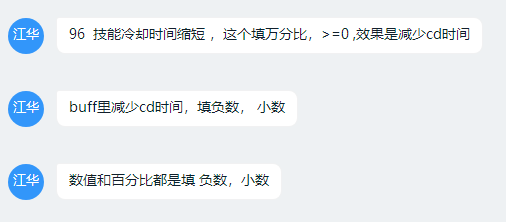 江华
96  技能冷却时间缩短 ，这个填万分比，>=0 ,效果是减少cd时间
江华
buff里减少cd时间，填负数， 小数
江华
数值和百分比都是填 负数，小数